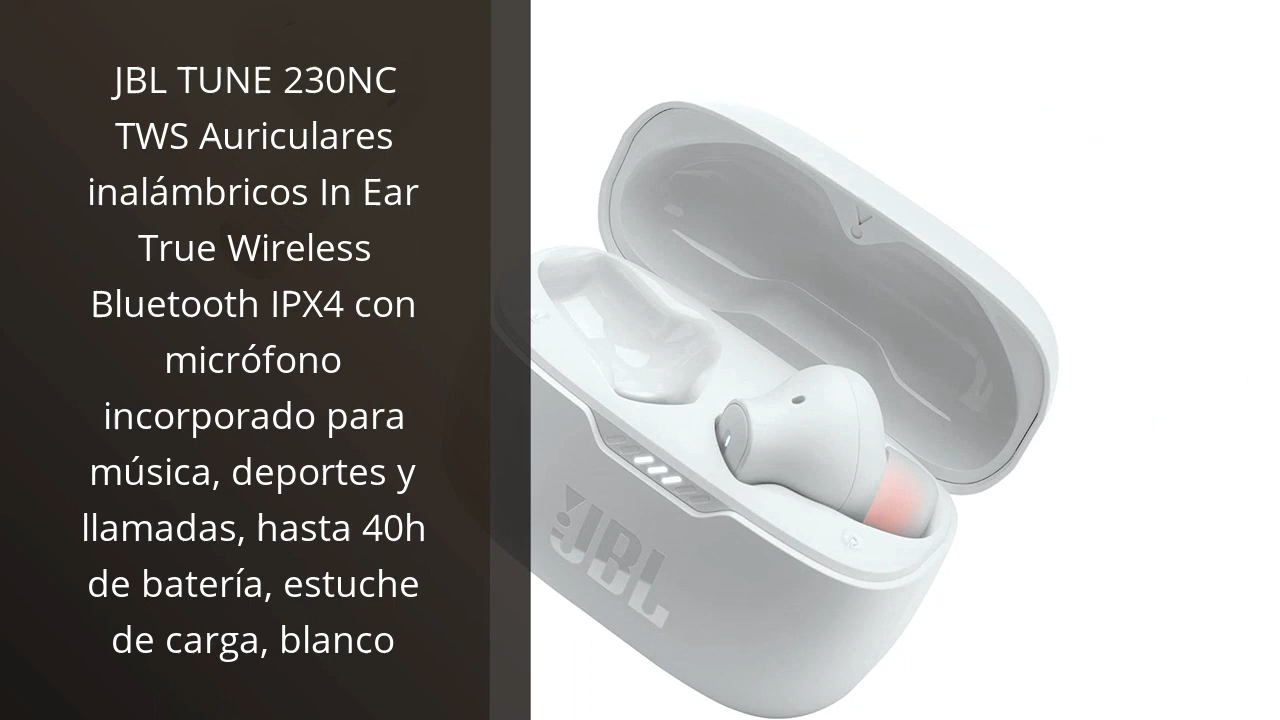 JBL TUNE 230NC
TWS Auriculares
inalámbricos In Ear
True Wireless
Bluetooth IPX4 con
micrófono
incorporado para
música, deportes y
llamadas, hasta 40h
de batería, estuche
de carga, blanco
JBL